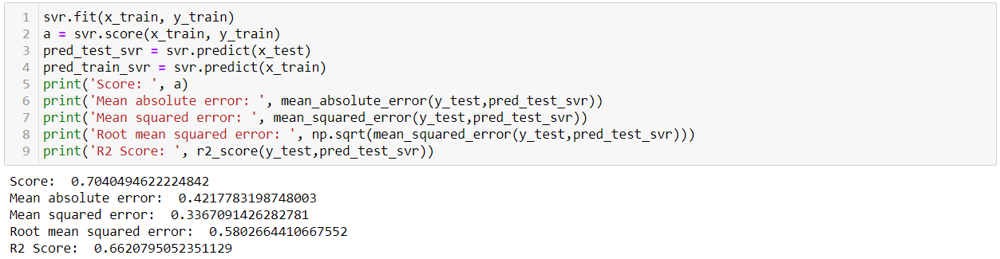 1 svr.fit(x_train, y_train)
2 a = svr.score(x_train, y_train)
3 pred_test_svr = svr.predict(x_test)
4 pred_train_svr = svr.predict(x_train)
5 print('Score: ', a)
6 print('Mean absolute error: ', mean_absolute_error(y_test,pred_test_svr))
7 print('Mean squared error: ', mean_squared_error(y_test,pred_test_svr))
8 print('Root mean squared error: ', np.sqrt(mean_squared_error(y_test,pred_test_svr)))
9 print('R2 Score: ', r2_score(y_test,pred_test_svr))
Score:  0.7040494622224842
Mean absolute error:  0.4217783198748003
Mean squared error:  0.3367091426282781
Root mean squared error:  0.5802664410667552
R2 Score:  0.6620795052351129